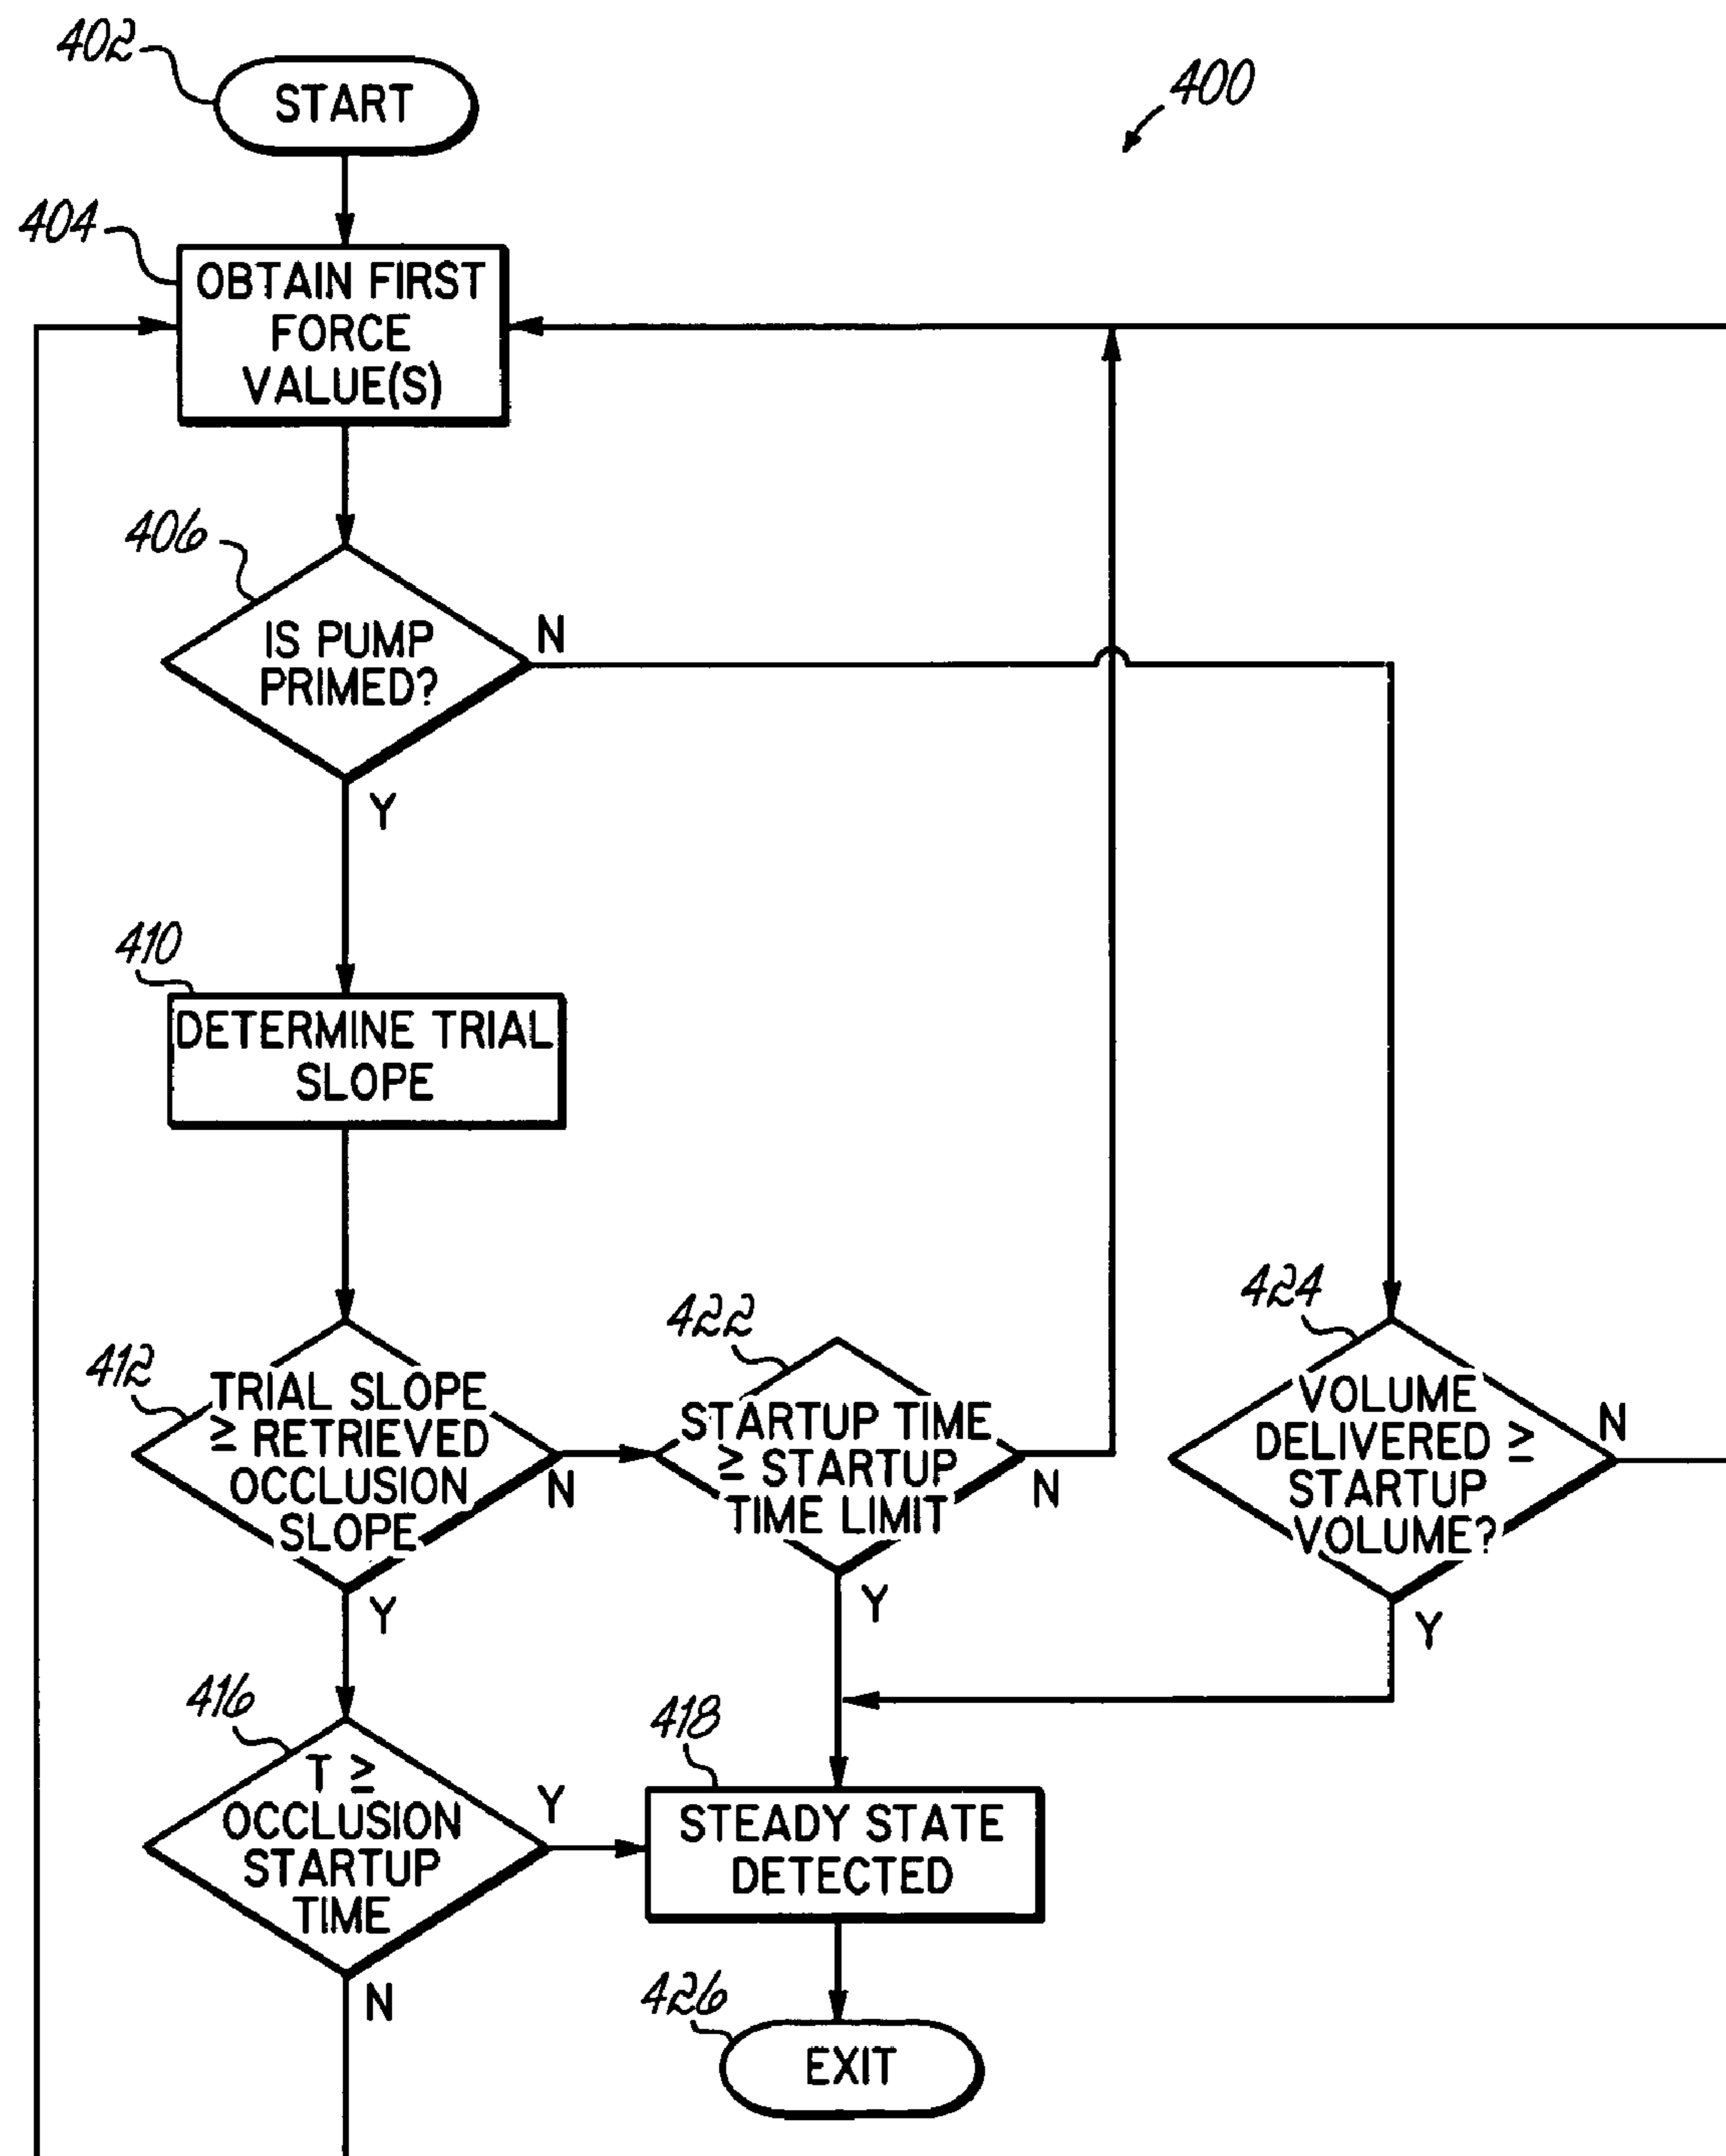 402
START
400
404
OBTAIN FIRST
FORCE
VALUE(S)
406
IS PUMP
PRIMED?
N
Y
410
DETERMINE TRIAL
SLOPE
412
TRIAL SLOPE
≥ RETRIEVED
OCCLUSION
SLOPE
N
Y
422
STARTUP TIME
≥ STARTUP
TIME LIMIT
N
Y
424
VOLUME
DELIVERED ≥
STARTUP
VOLUME?
N
Y
416
T ≥
OCCLUSION
STARTUP
TIME
Y
N
418
STEADY STATE
DETECTED
426
EXIT